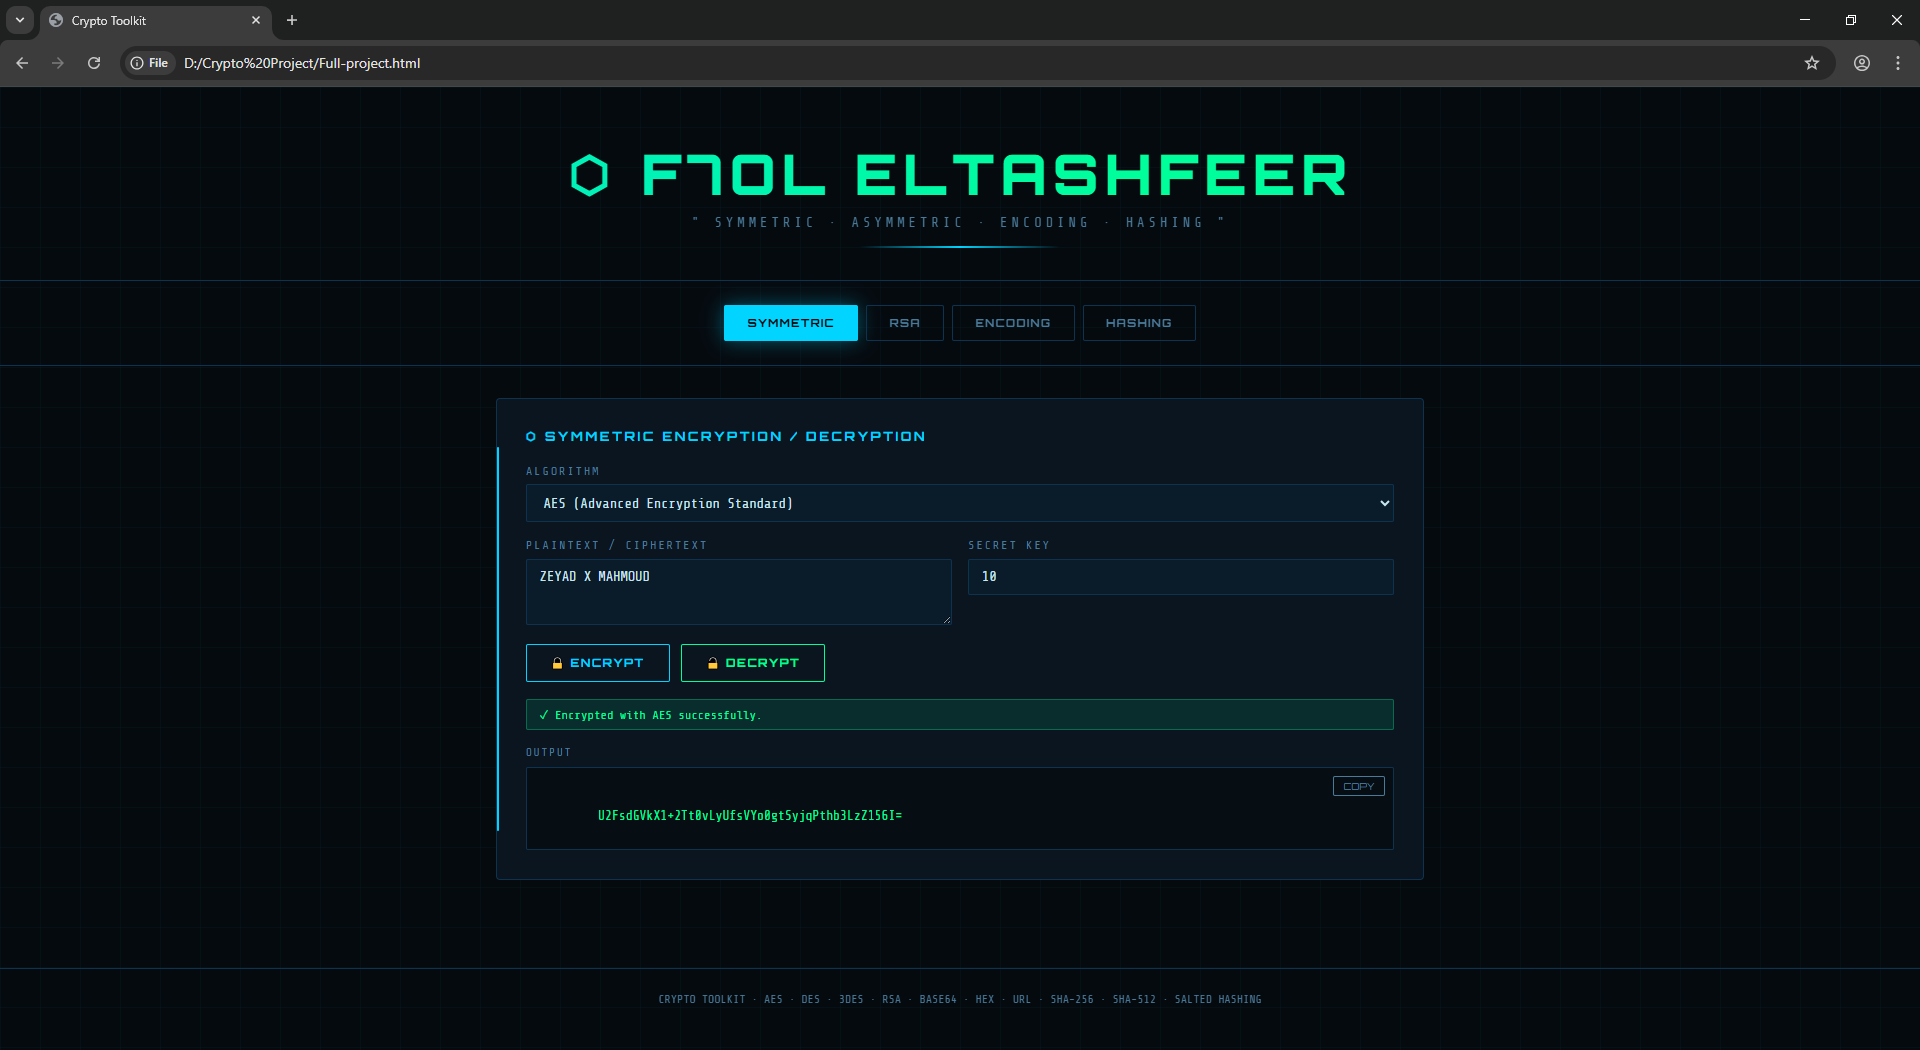 Crypto Toolkit
File D:/Crypto%20Project/Full-project.html
F7OL ELTASHFEER
" SYMMETRIC · ASYMMETRIC · ENCODING · HASHING "
SYMMETRIC RSA ENCODING HASHING
SYMMETRIC ENCRYPTION / DECRYPTION
ALGORITHM
AES (Advanced Encryption Standard)
PLAINTEXT / CIPHERTEXT SECRET KEY
ZEYAD X MAHMOUD 10
ENCRYPT DECRYPT
✓ Encrypted with AES successfully.
OUTPUT
COPY
U2FsdGVkX1+2Tt0vLyUfsVYo0gt5yjqPthb3LzZ156I=
CRYPTO TOOLKIT · AES · DES · 3DES · RSA · BASE64 · HEX · URL · SHA-256 · SHA-512 · SALTED HASHING